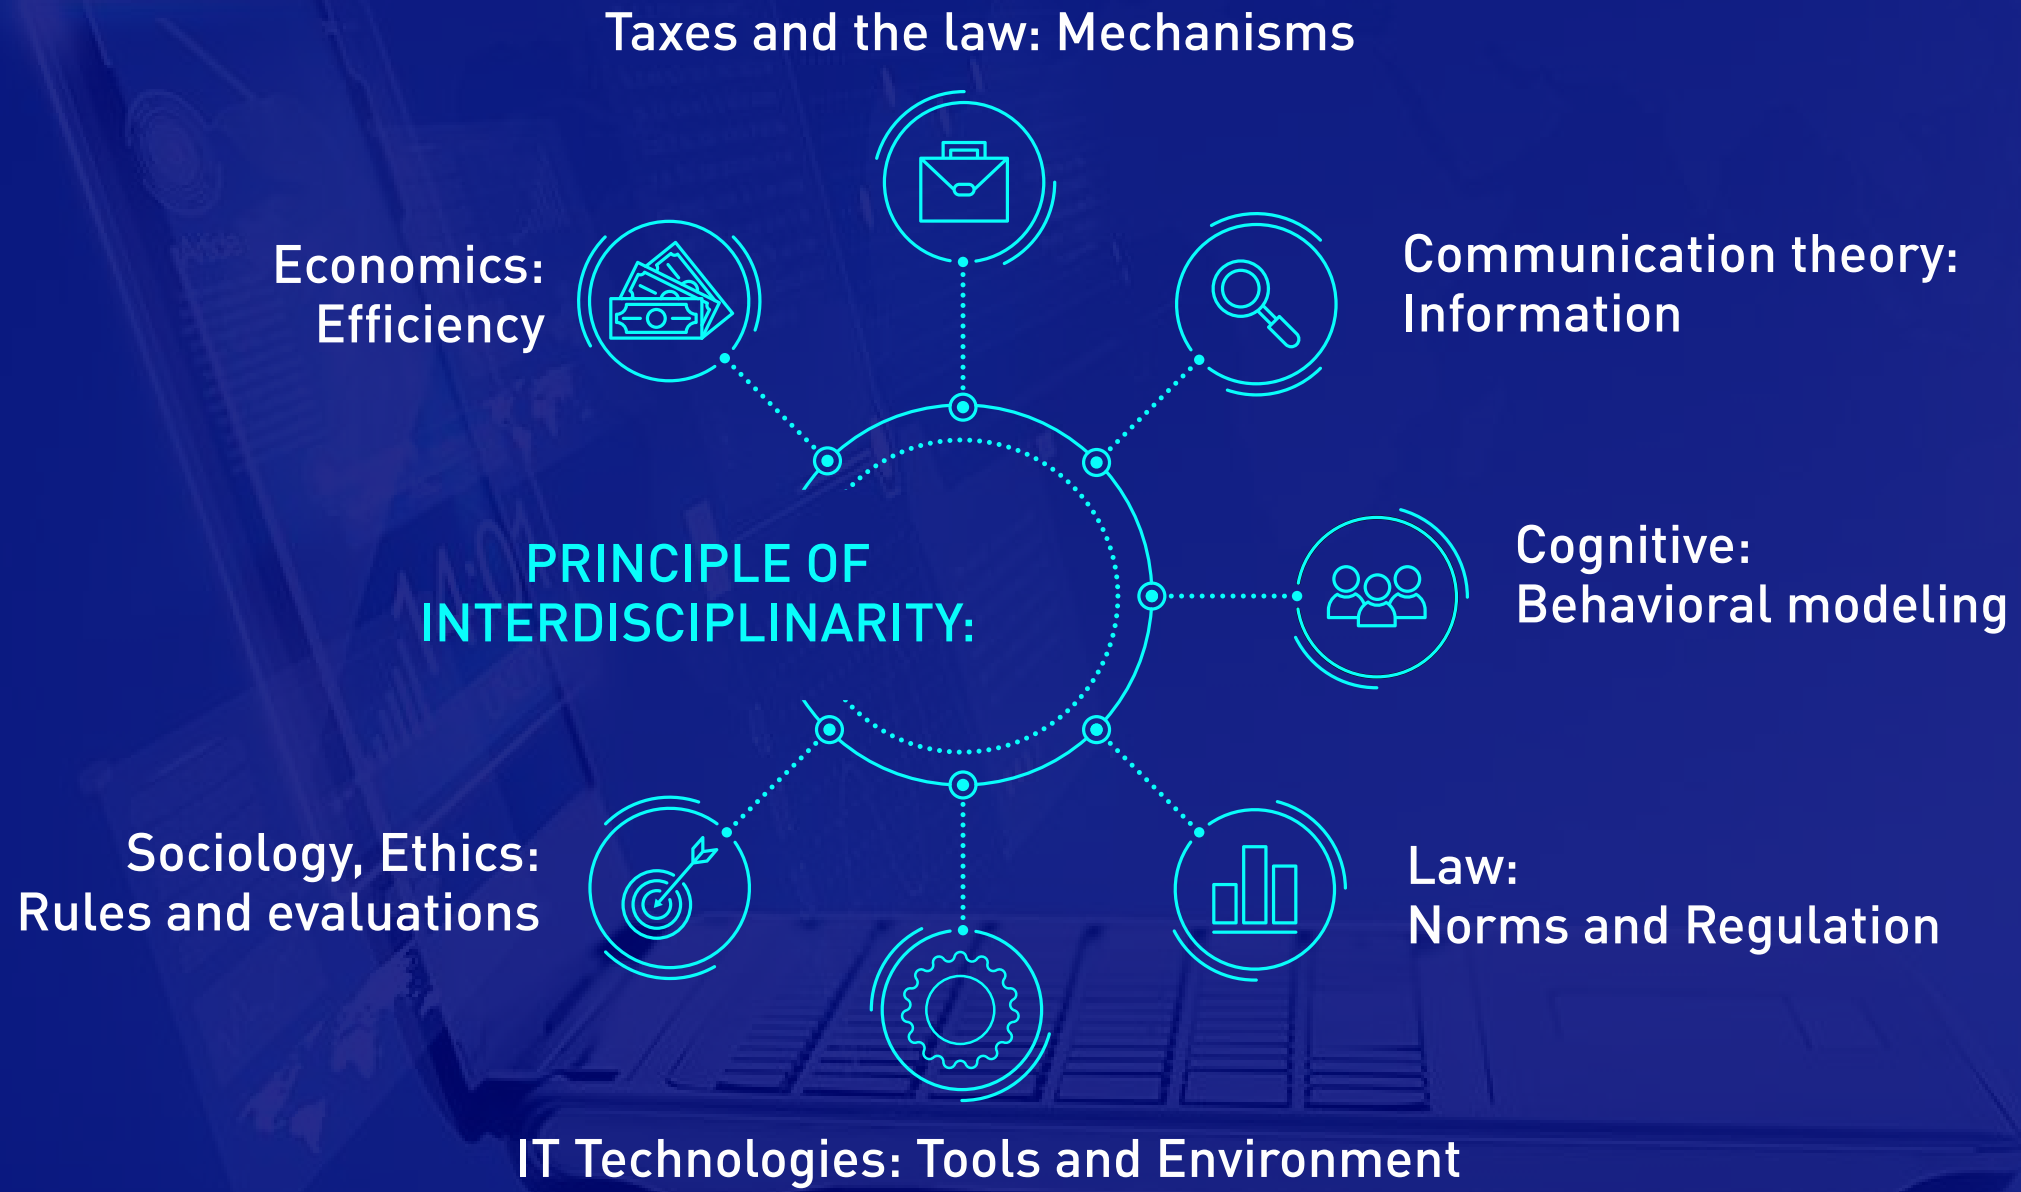 Taxes and the law: Mechanisms
Economics:
Efficiency
Communication theory:
Information
PRINCIPLE OF
INTERDISCIPLINARITY:
Cognitive:
Behavioral modeling
Sociology, Ethics:
Rules and evaluations
Law:
Norms and Regulation
IT Technologies: Tools and Environment